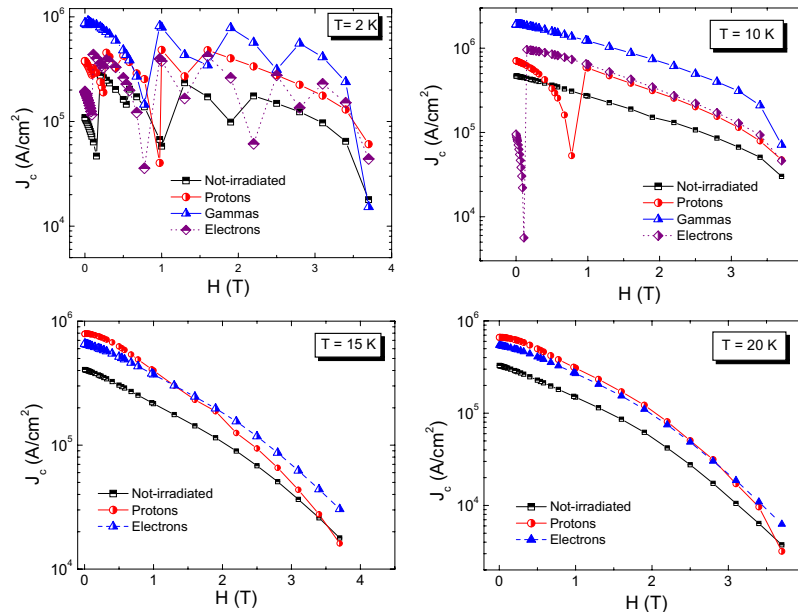 T= 2 K
10^6
10^5
10^4
J_c (A/cm^2)
Not-irradiated
Protons
Gammas
Electrons
0 1 2 3 4
H (T)
T = 10 K
10^6
10^5
10^4
J_c (A/cm^2)
Not-irradiated
Protons
Gammas
Electrons
0 1 2 3
H (T)
T = 15 K
10^6
10^5
10^4
J_c (A/cm^2)
Not-irradiated
Protons
Electrons
0 1 2 3 4
H (T)
T = 20 K
10^6
10^5
10^4
J_c (A/cm^2)
Not-irradiated
Protons
Electrons
0 1 2 3
H (T)